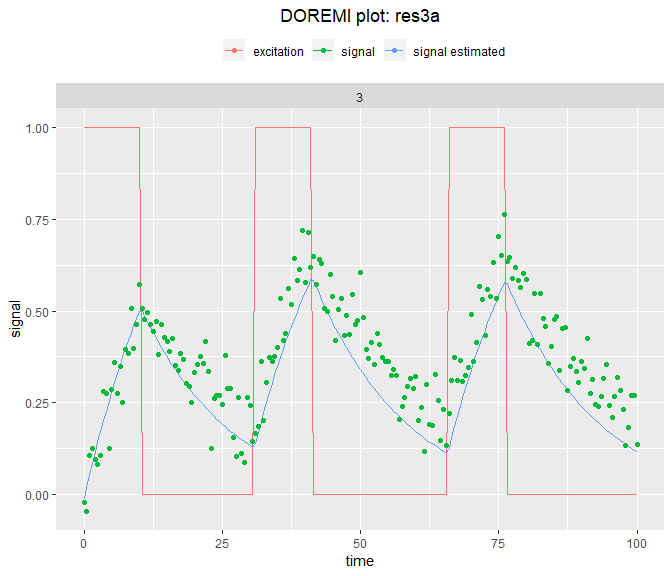 DOREMI plot: res3a
excitation signal signal estimated
3
1.00
0.75
0.50
0.25
0.00
signal
0 25 50 75 100
time